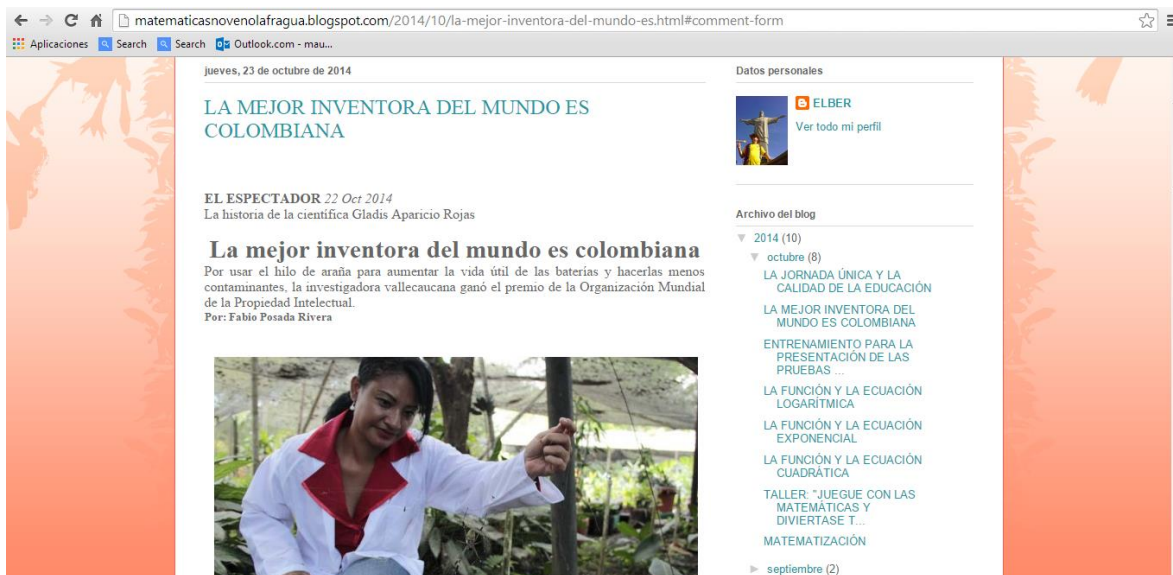 matematicasnovenolafragua.blogspot.com/2014/10/la-mejor-inventora-del-mundo-es.html#comment-form
Aplicaciones Search Search Outlook.com - mau...
jueves, 23 de octubre de 2014
LA MEJOR INVENTORA DEL MUNDO ES
COLOMBIANA
EL ESPECTADOR 22 Oct 2014
La historia de la científica Gladis Aparicio Rojas
La mejor inventora del mundo es colombiana
Por usar el hilo de araña para aumentar la vida útil de las baterías y hacerlas menos
contaminantes, la investigadora vallecaucana ganó el premio de la Organización Mundial
de la Propiedad Intelectual.
Por: Fabio Posada Rivera
Datos personales
ELBER
Ver todo mi perfil
Archivo del blog
▼ 2014 (10)
▼ octubre (8)
LA JORNADA ÚNICA Y LA
CALIDAD DE LA EDUCACIÓN
LA MEJOR INVENTORA DEL
MUNDO ES COLOMBIANA
ENTRENAMIENTO PARA LA
PRESENTACIÓN DE LAS
PRUEBAS ...
LA FUNCIÓN Y LA ECUACIÓN
LOGARÍTMICA
LA FUNCIÓN Y LA ECUACIÓN
EXPONENCIAL
LA FUNCIÓN Y LA ECUACIÓN
CUADRÀTICA
TALLER: "JUEGUE CON LAS
MATEMÁTICAS Y
DIVIERTASE T...
MATEMATIZACIÓN
► septiembre (2)